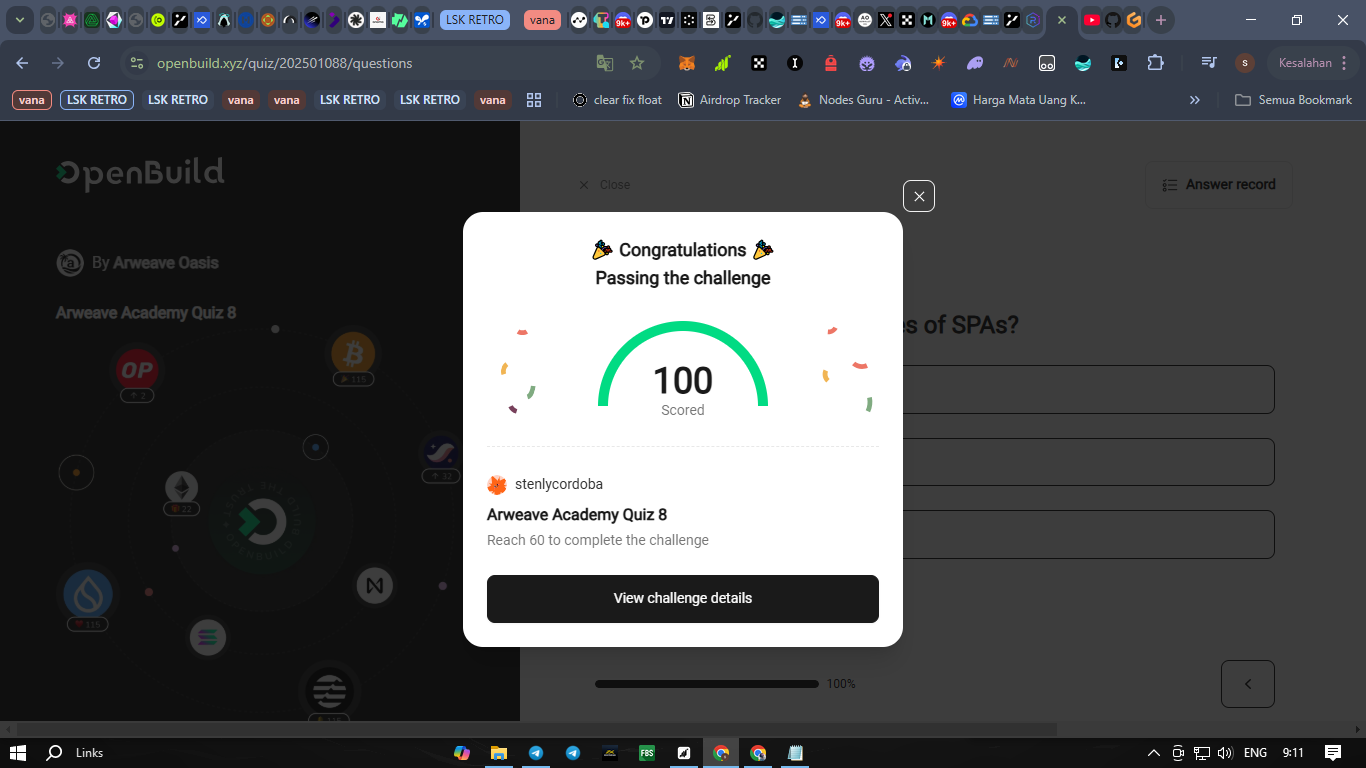 LSK RETRO
vana
9k+
9k+
9k+
openbuild.xyz/quiz/202501088/questions
S
Kesalahan
vana
LSK RETRO
LSK RETRO
vana
vana
LSK RETRO
LSK RETRO
vana
clear fix float
Airdrop Tracker
Nodes Guru - Activ...
Harga Mata Uang K...
Semua Bookmark
OpenBuild
Close
Answer record
By Arweave Oasis
Arweave Academy Quiz 8
OP
2
115
32
22
115
es of SPAs?
Congratulations
Passing the challenge
100
Scored
stenlycordoba
Arweave Academy Quiz 8
Reach 60 to complete the challenge
View challenge details
100%
Links
FBS
ENG
9:11